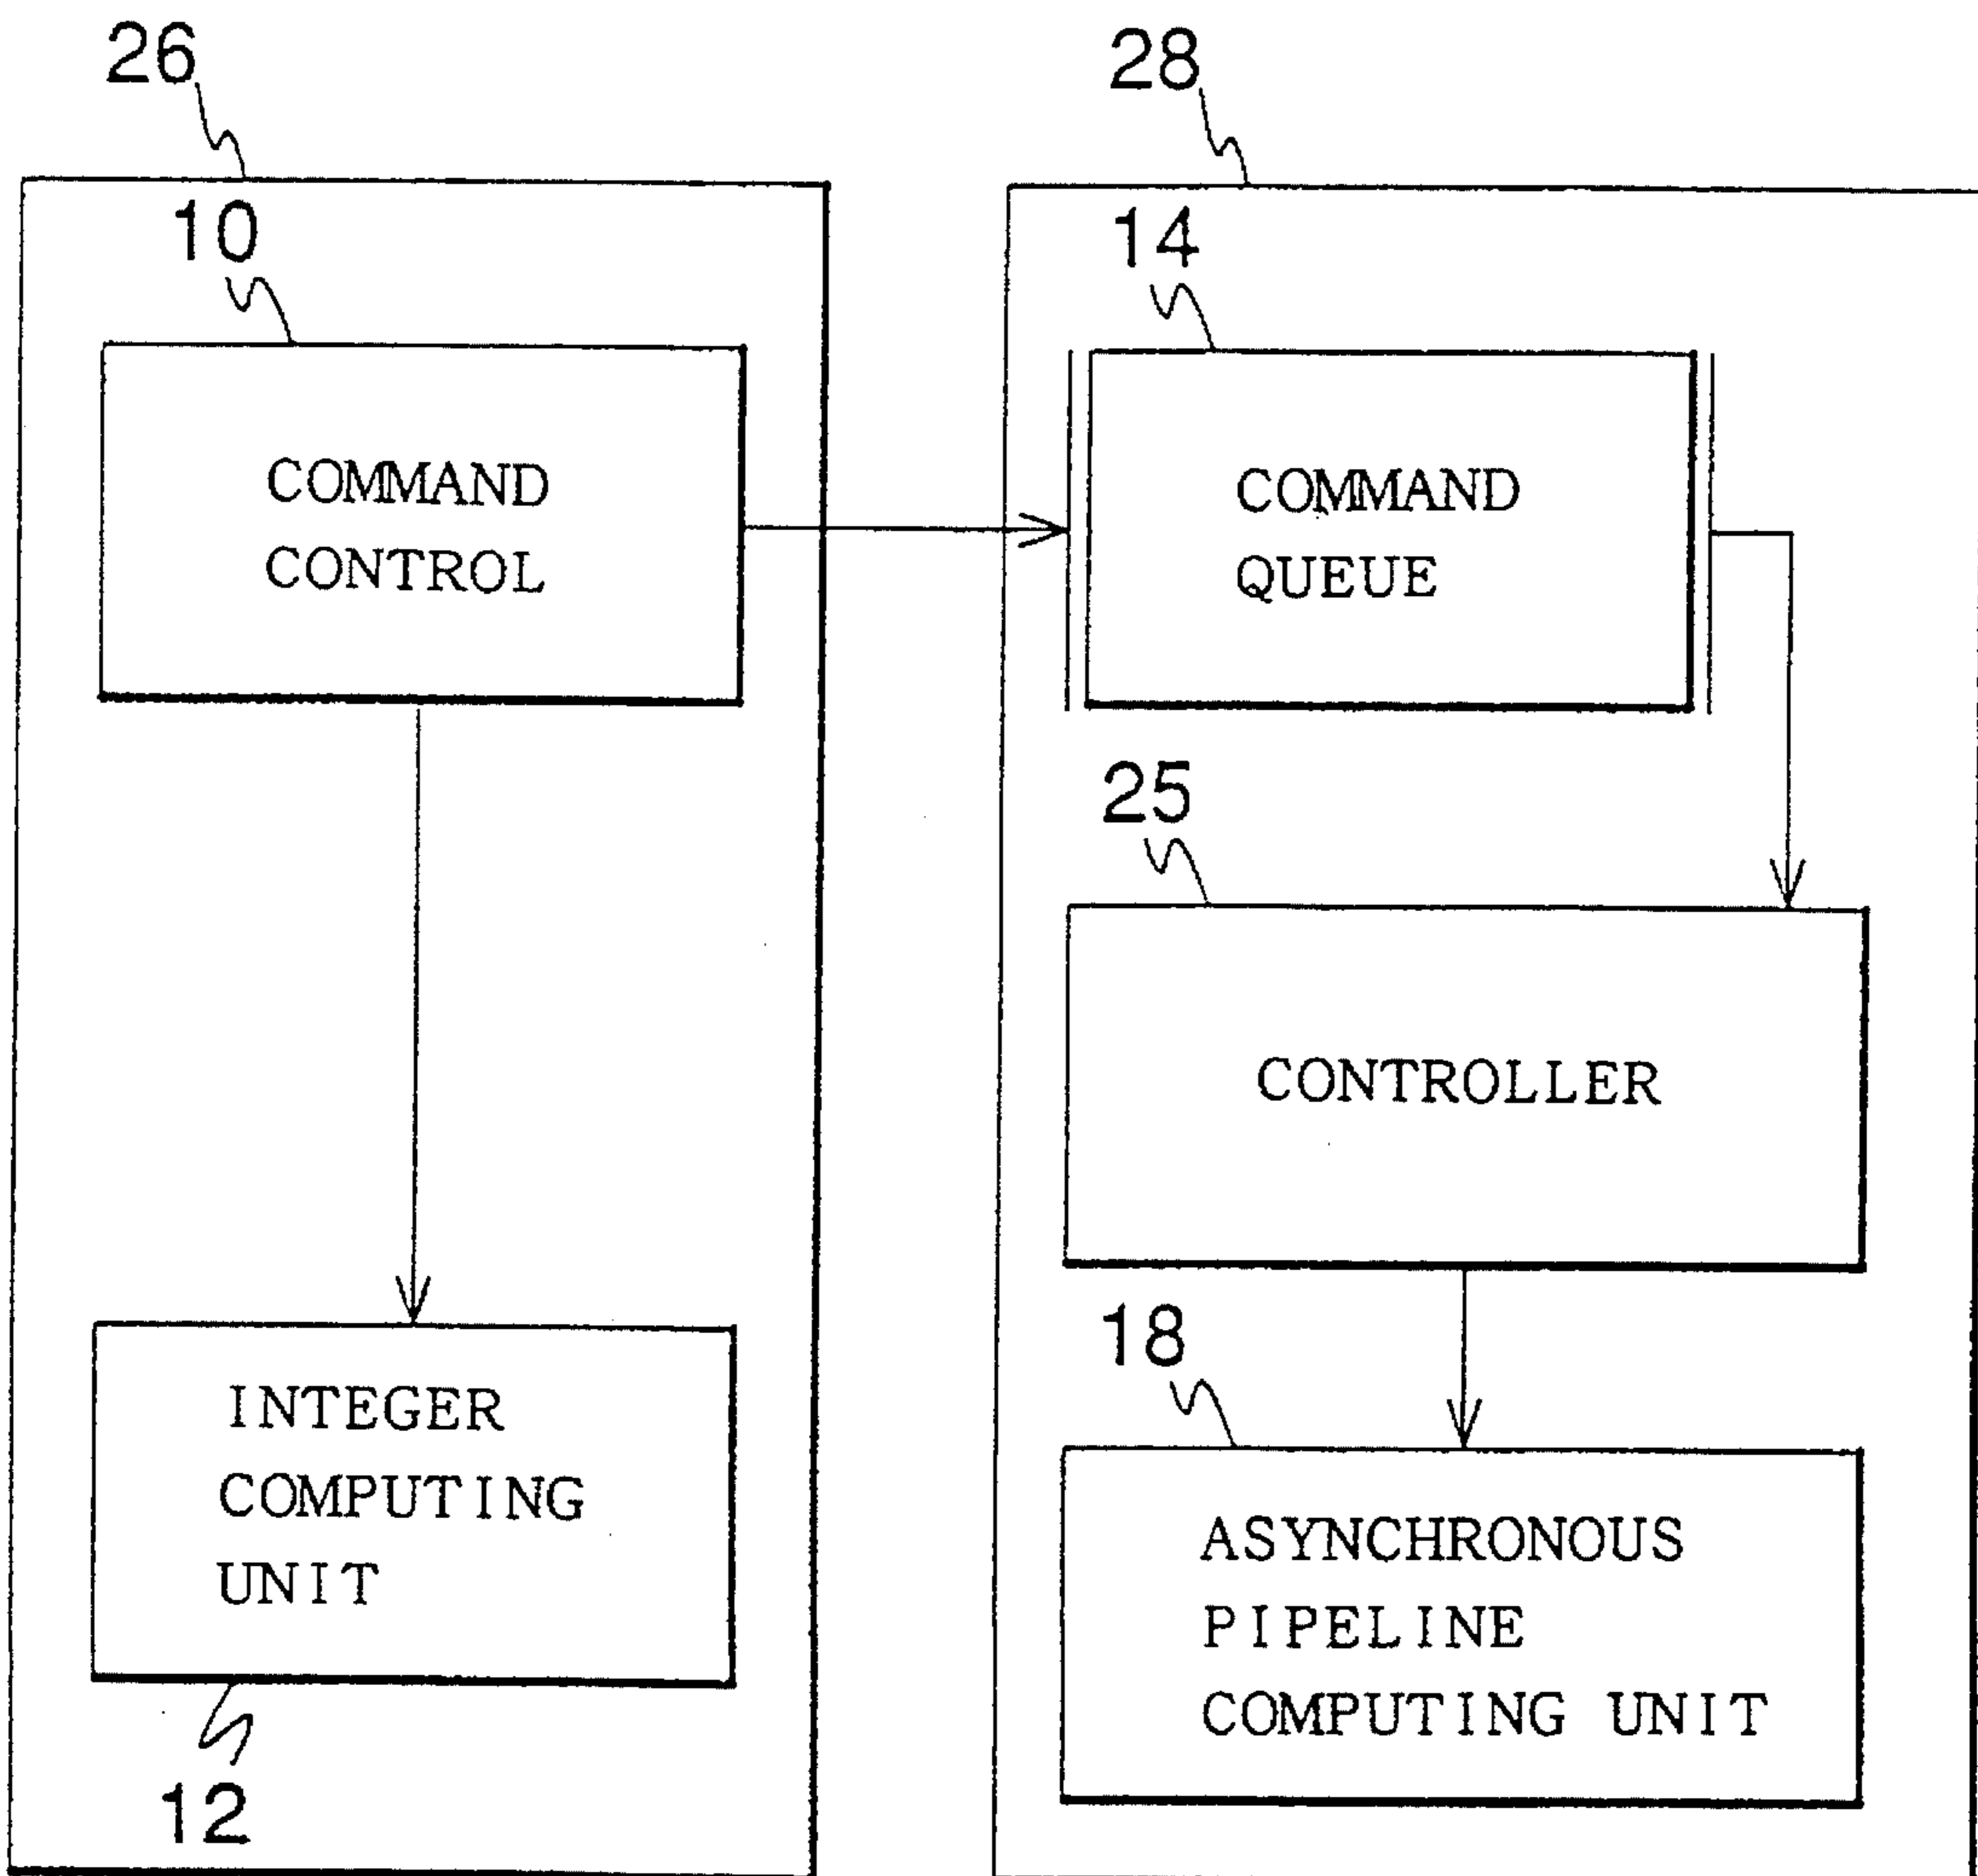 26
28
10
14
COMMAND
CONTROL
COMMAND
QUEUE
25
CONTROLLER
18
INTEGER
COMPUTING
UNIT
ASYNCHRONOUS
PIPELINE
COMPUTING UNIT
12